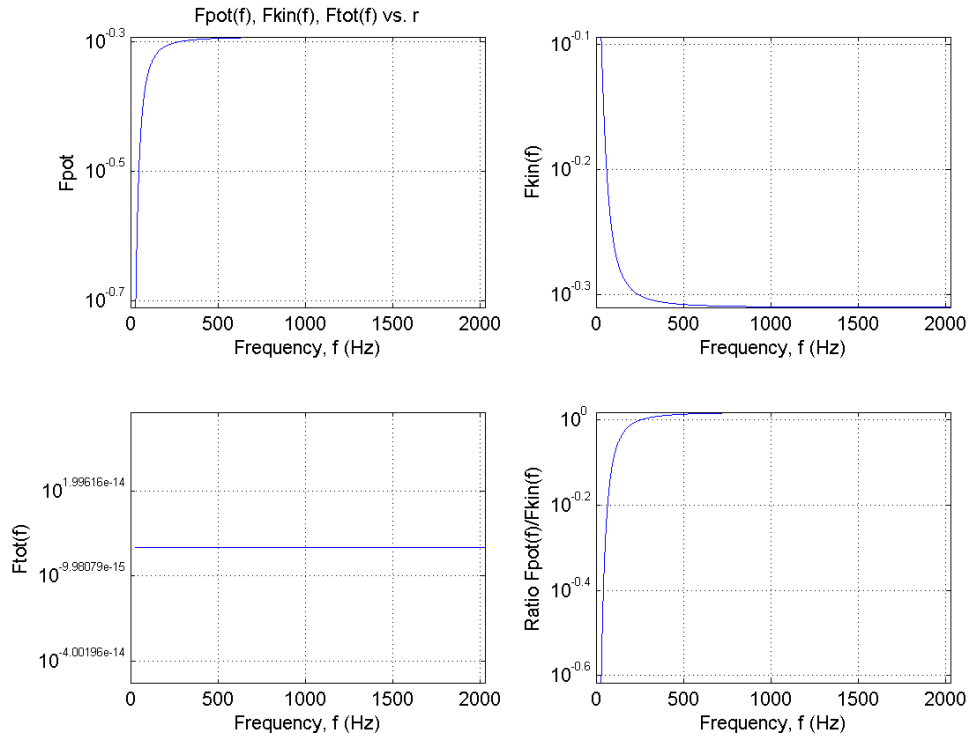 Fpot(f), Fkin(f), Ftot(f) vs. r
10^-0.3
10^-0.5
10^-0.7
Fpot
0 500 1000 1500 2000
Frequency, f (Hz)
10^-0.1
10^-0.2
10^-0.3
Fkin(f)
0 500 1000 1500 2000
Frequency, f (Hz)
10^1.99616e-14
10^-9.98079e-15
10^-4.00196e-14
Ftot(f)
0 500 1000 1500 2000
Frequency, f (Hz)
10^0
10^-0.2
10^-0.4
10^-0.6
Ratio Fpot(f)/Fkin(f)
0 500 1000 1500 2000
Frequency, f (Hz)